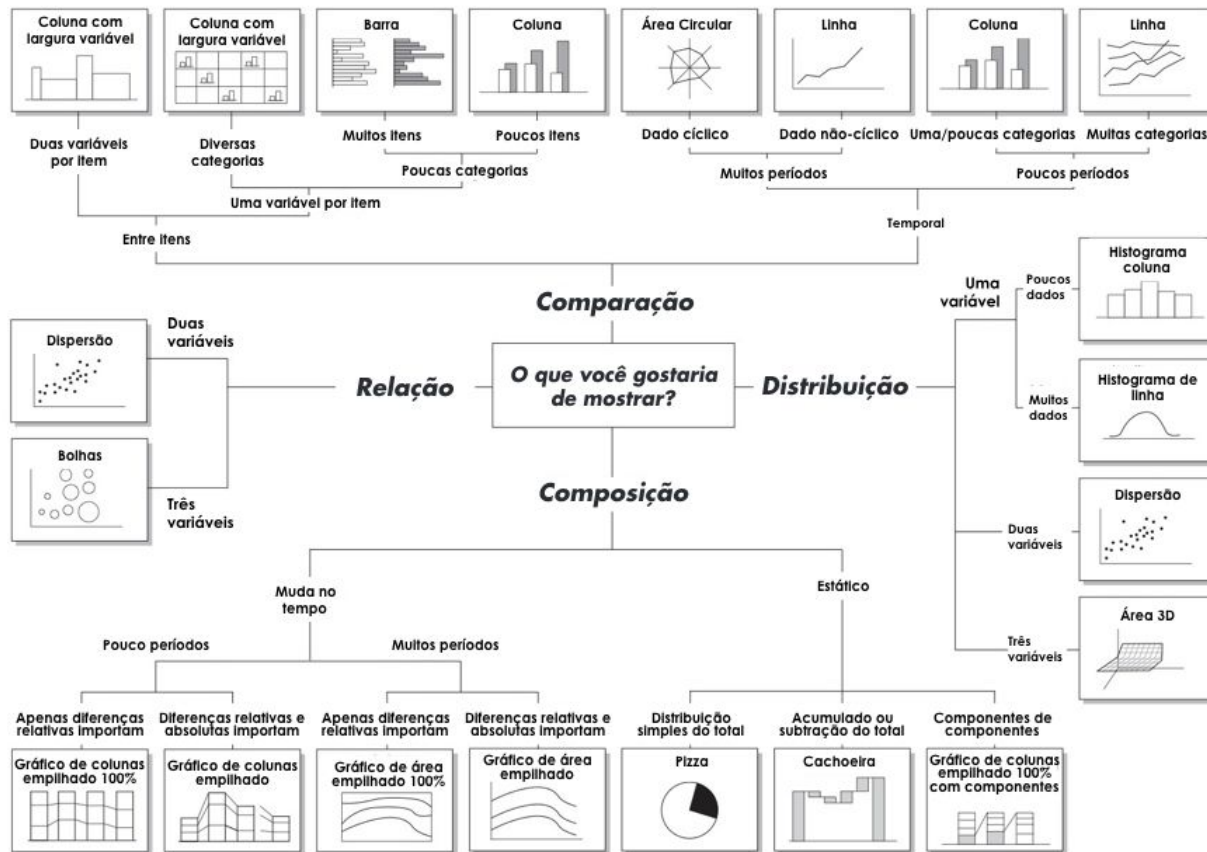 Coluna com
largura variável
Coluna com
largura variável
Barra
Coluna
Área Circular
Linha
Coluna
Linha
Duas variáveis
por item
Diversas
categorias
Muitos itens
Poucos itens
Dado cíclico
Dado não-cíclico
Uma/poucas categorias
Muitas categorias
Poucas categorias
Muitos períodos
Poucos períodos
Uma variável por item
Entre itens
Temporal
Comparação
Relação
O que você gostaria
de mostrar?
Distribuição
Composição
Duas
variáveis
Dispersão
Bolhas
Três
variáveis
Uma
variável
Poucos
dados
Histograma
coluna
Muitos
dados
Histograma de
linha
Duas
variáveis
Dispersão
Três
variáveis
Área 3D
Muda no
tempo
Estático
Pouco períodos
Muitos períodos
Apenas diferenças
relativas importam
Diferenças relativas e
absolutas importam
Apenas diferenças
relativas importam
Diferenças relativas e
absolutas importam
Distribuição
simples do total
Acumulado ou
subtração do total
Componentes de
componentes
Gráfico de colunas
empilhado 100%
Gráfico de colunas
empilhado
Gráfico de área
empilhado 100%
Gráfico de área
empilhado
Pizza
Cachoeira
Gráfico de colunas
empilhado 100%
com componentes